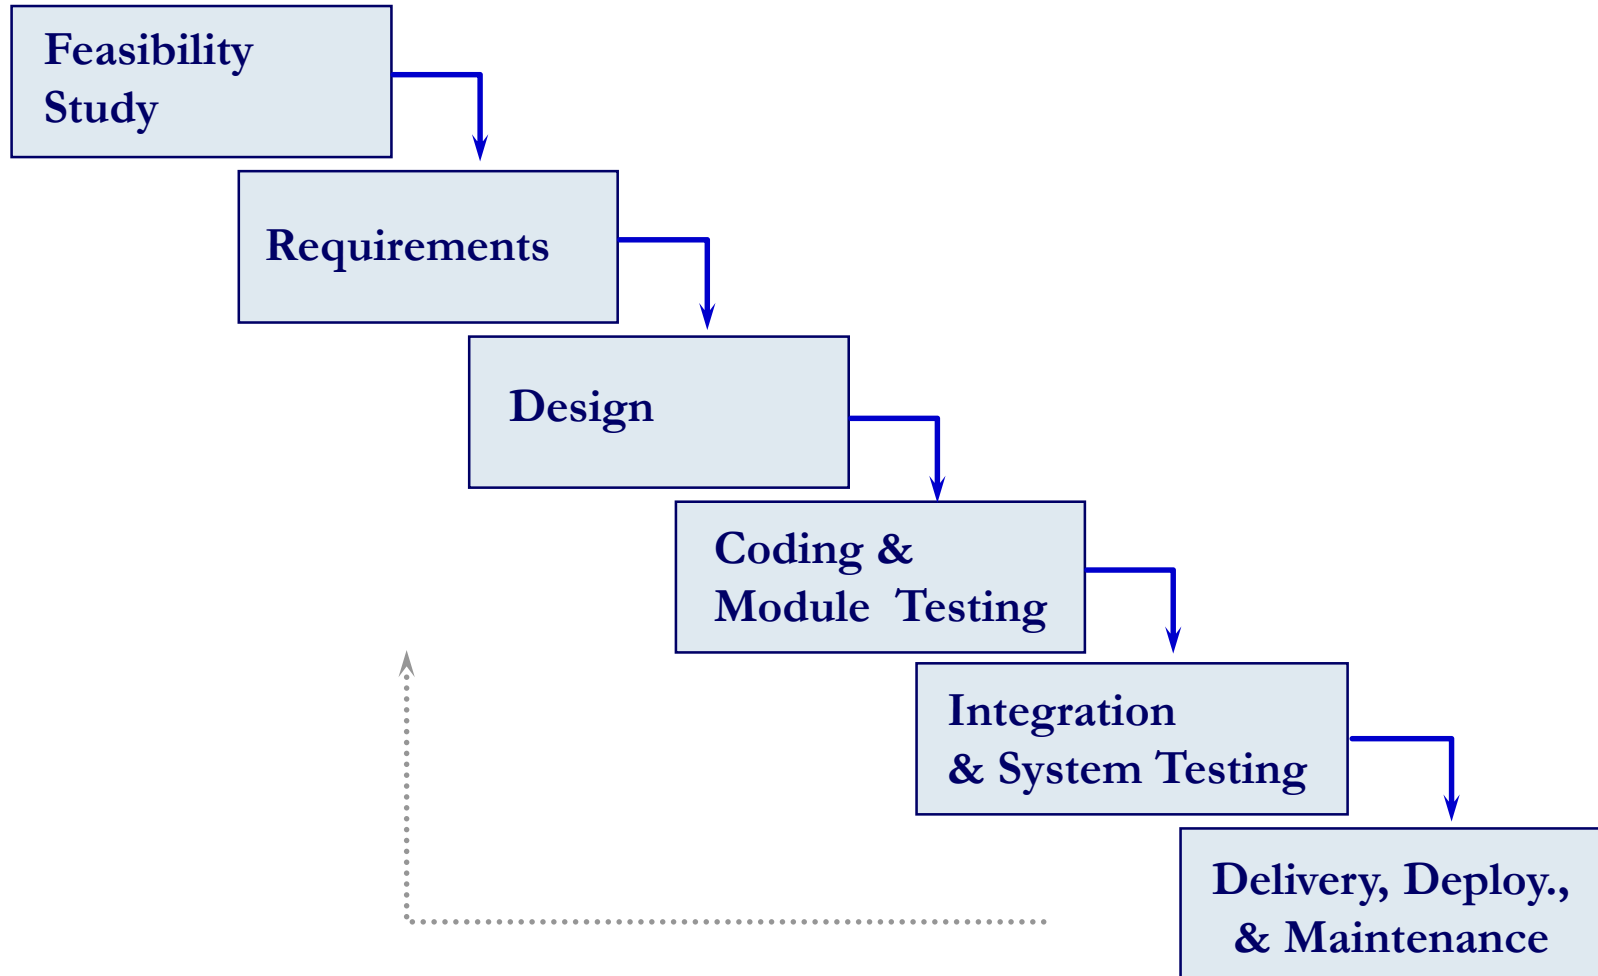 Feasibility
Study
Requirements
Design
Coding &
Module Testing
Integration
& System Testing
Delivery, Deploy.,
& Maintenance